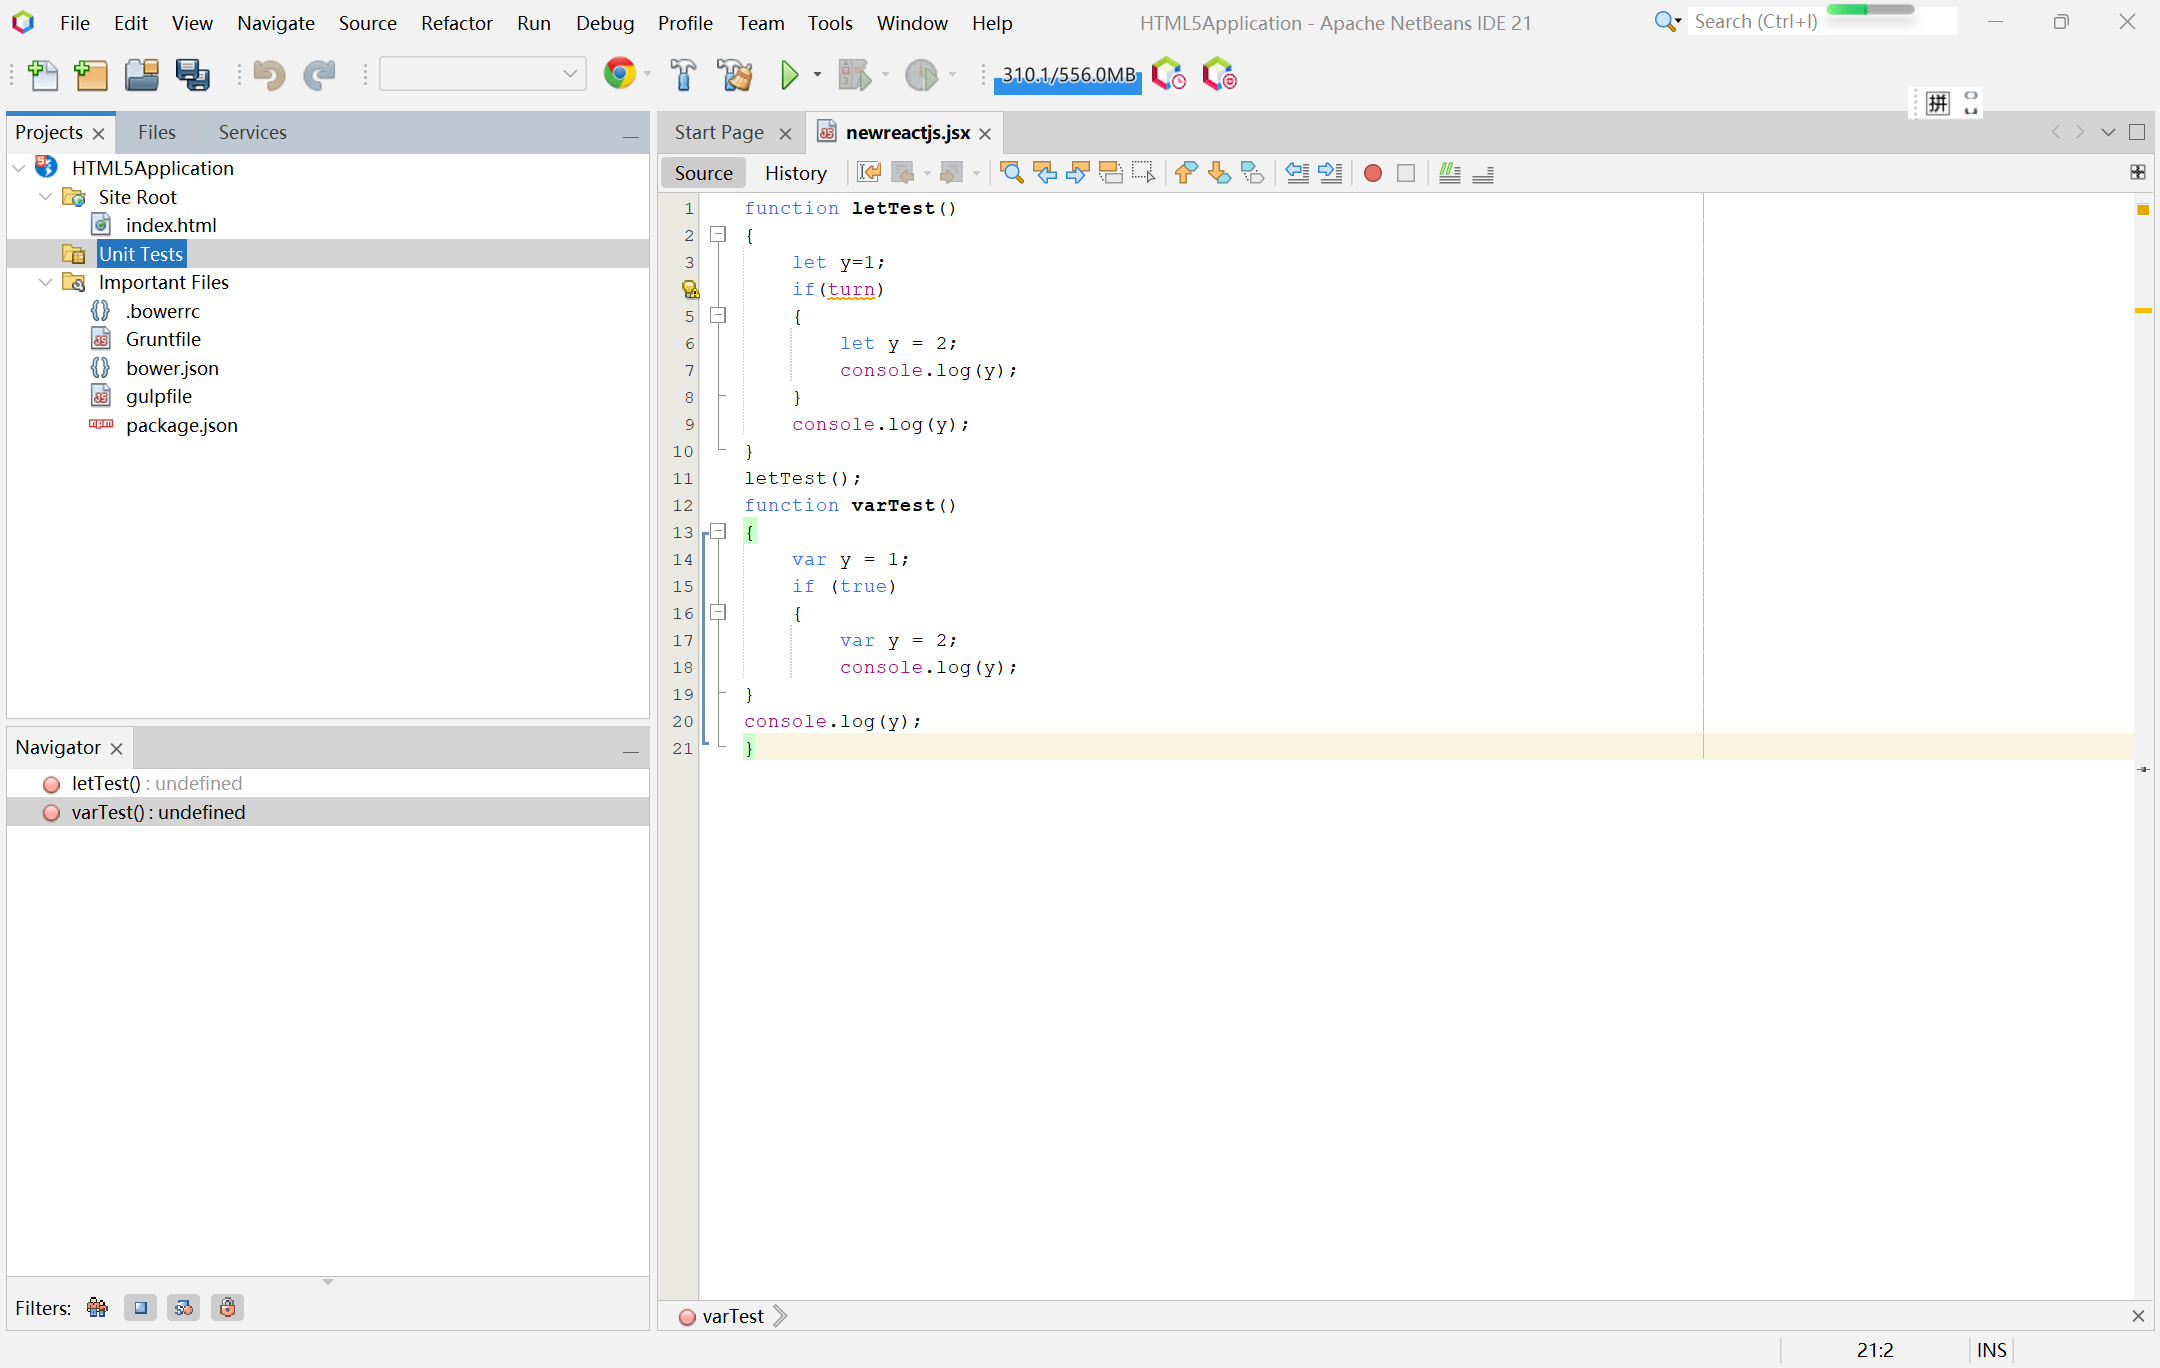 File Edit View Navigate Source Refactor Run Debug Profile Team Tools Window Help
HTML5Application - Apache NetBeans IDE 21
Search (Ctrl+I)
310.1/556.0MB
拼
Projects Files Services
HTML5Application
Site Root
index.html
Unit Tests
Important Files
.bowerrc
Gruntfile
bower.json
gulpfile
package.json
Navigator
letTest() : undefined
varTest() : undefined
Filters:
Start Page newreactjs.jsx
Source History
1 function letTest()
2 {
3 let y=1;
if(turn)
5 {
6 let y = 2;
7 console.log(y);
8 }
9 console.log(y);
10 }
11 letTest();
12 function varTest()
13 {
14 var y = 1;
15 if (true)
16 {
17 var y = 2;
18 console.log(y);
19 }
20 console.log(y);
21 }
varTest
21:2 INS